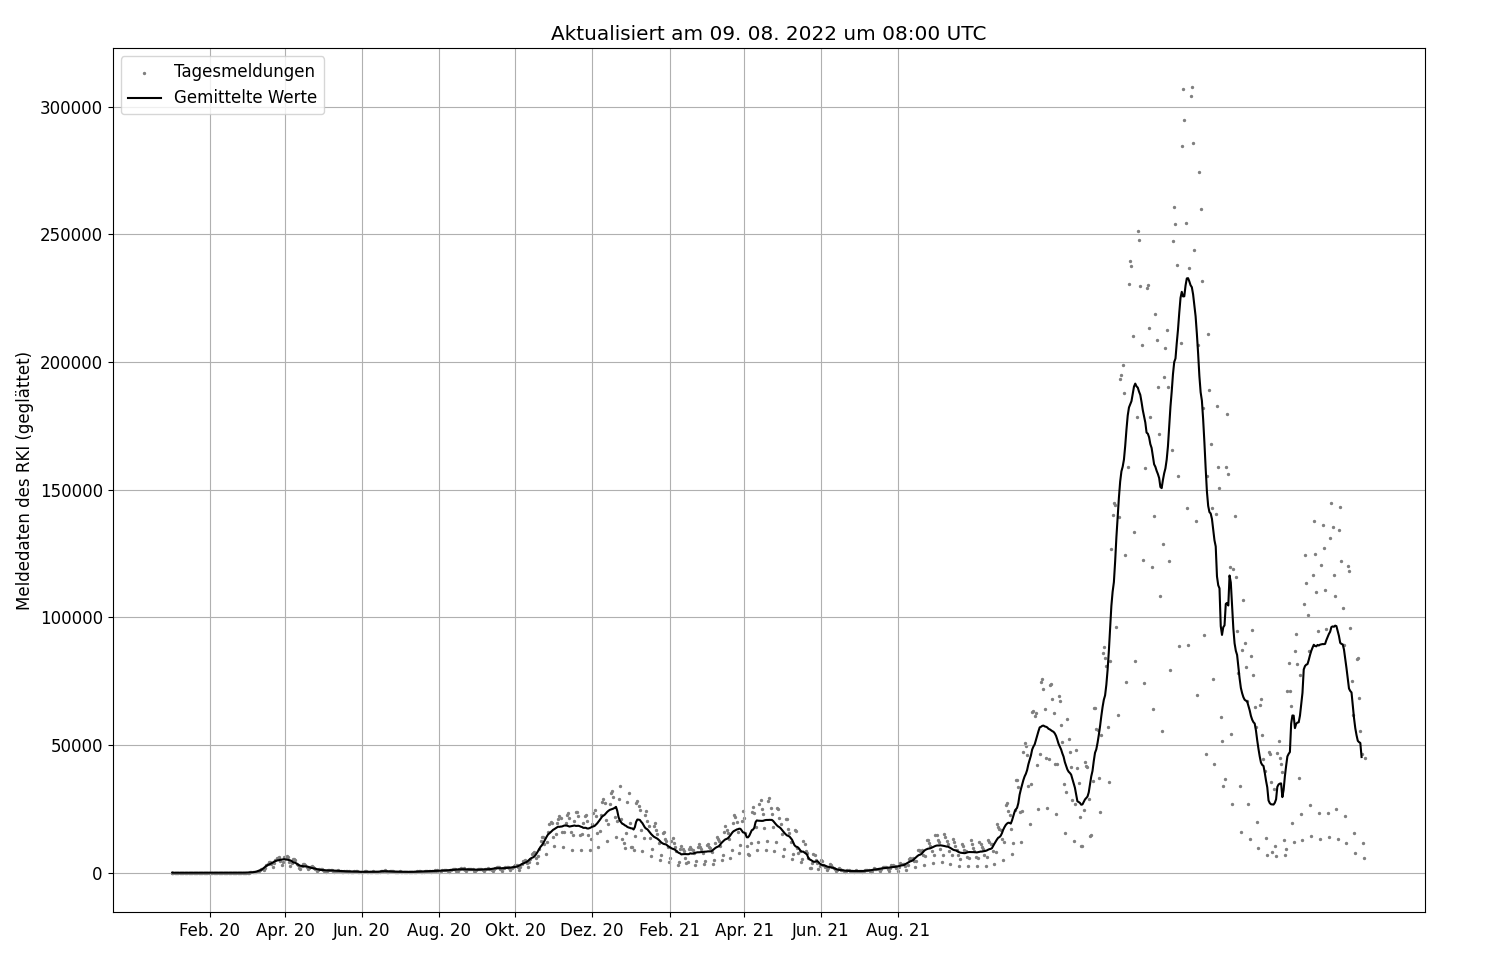 Aktualisiert am 09. 08. 2022 um 08:00 UTC
Tagesmeldungen
Gemittelte Werte
Meldedaten des RKI (geglättet)
300000
250000
200000
150000
100000
50000
0
Feb. 20 Apr. 20 Jun. 20 Aug. 20 Okt. 20 Dez. 20 Feb. 21 Apr. 21 Jun. 21 Aug. 21